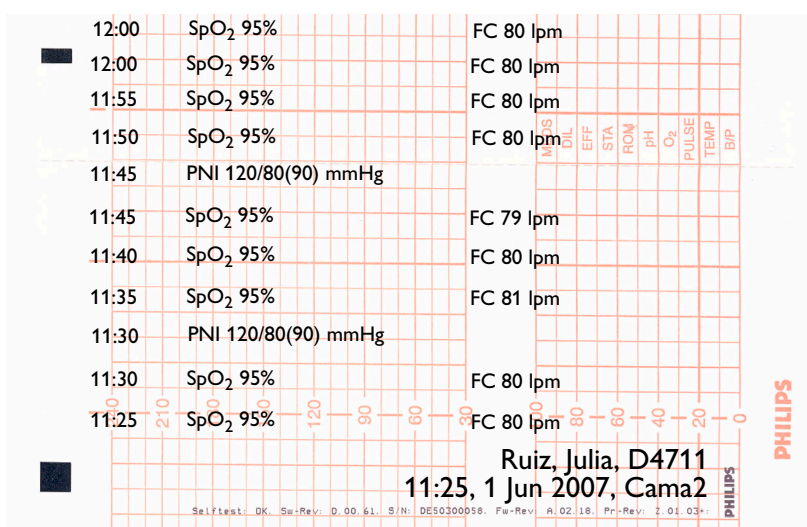 12:00 SpO₂ 95% FC 80 lpm
12:00 SpO₂ 95% FC 80 lpm
11:55 SpO₂ 95% FC 80 lpm
11:50 SpO₂ 95% FC 80 lpm
DIL EFF STA ROM pH O₂ PULSE TEMP B/P
11:45 PNI 120/80(90) mmHg
11:45 SpO₂ 95% FC 79 lpm
11:40 SpO₂ 95% FC 80 lpm
11:35 SpO₂ 95% FC 81 lpm
11:30 PNI 120/80(90) mmHg
11:30 SpO₂ 95% FC 80 lpm
11:25 SpO₂ 95% FC 80 lpm
210 120 90 60 30 80 60 40 20 0
Ruiz, Julia, D4711
11:25, 1 Jun 2007, Cama2
Selftest: OK. Sw-Rev: D.00.61. S/N: DE50300058. Fw-Rev: A.02.18. Pr-Rev: Z.01.03+:
PHILIPS
PHILIPS